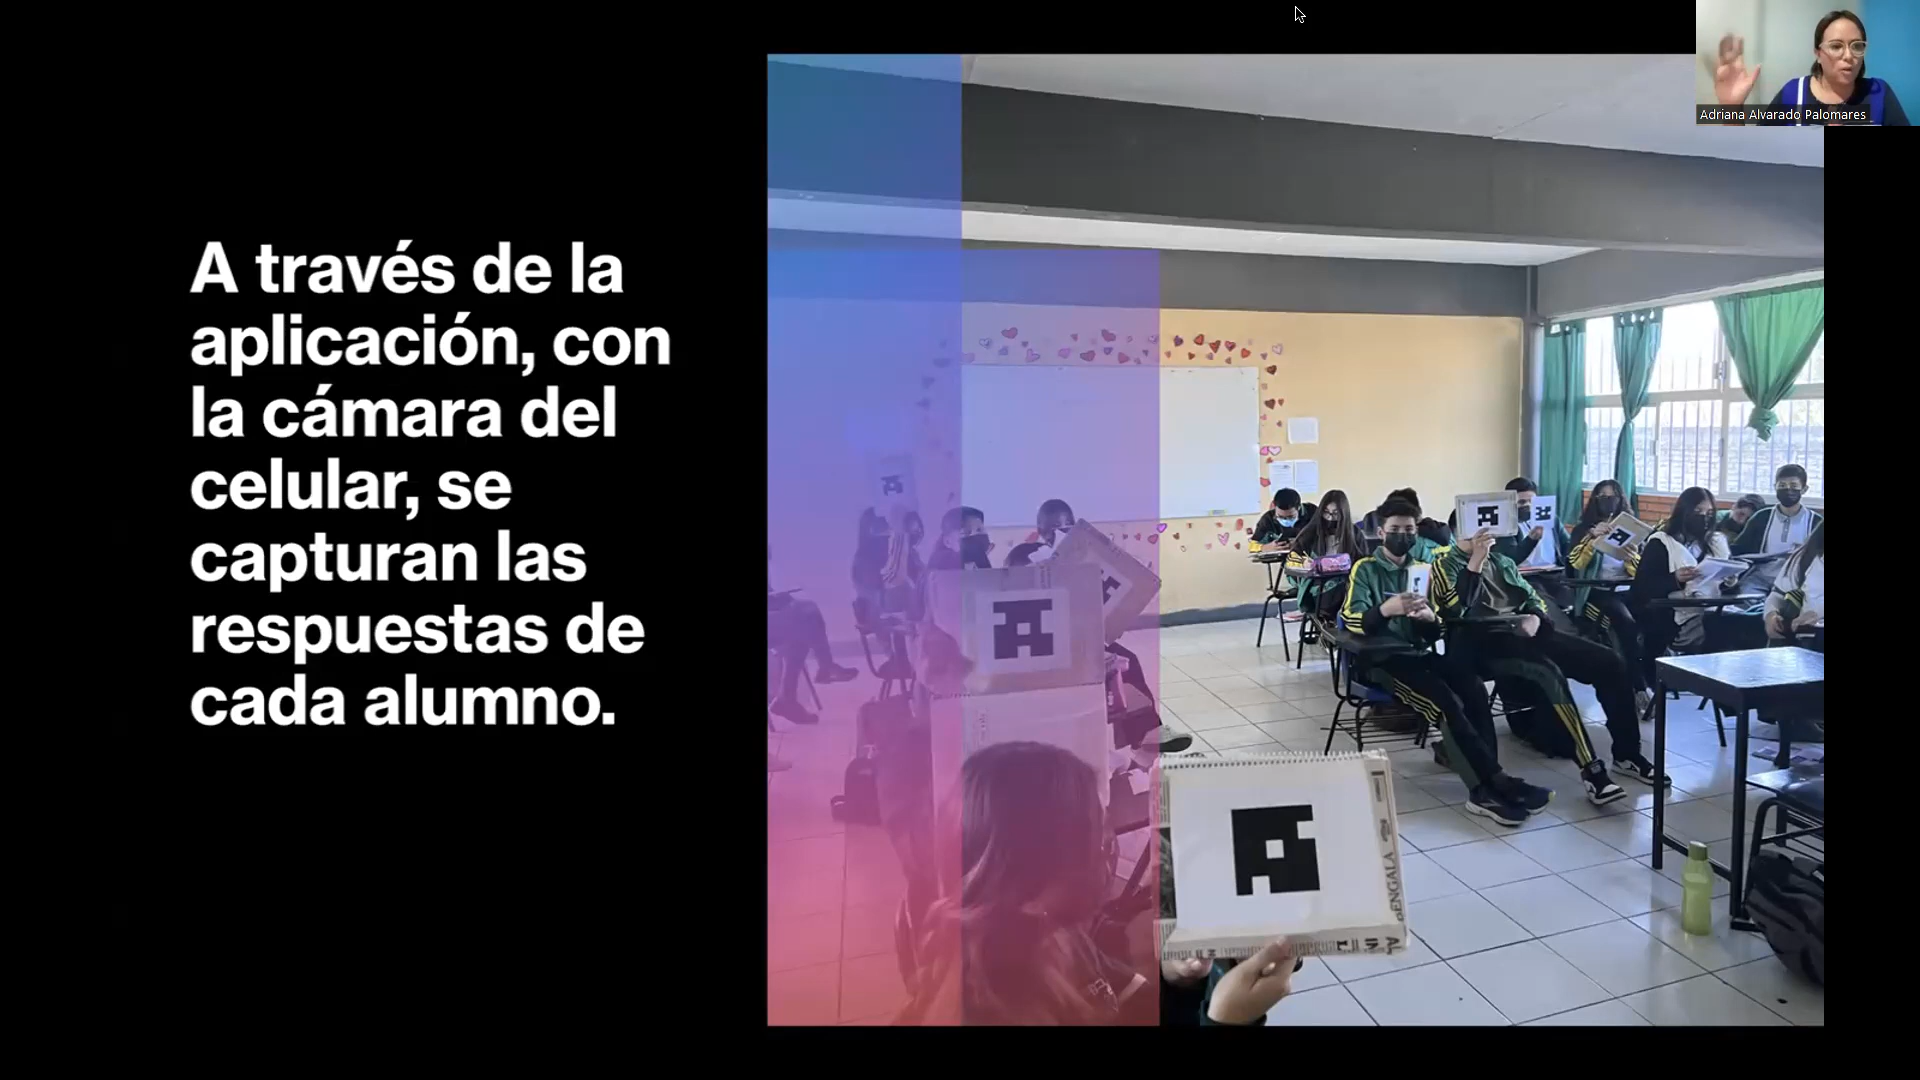 Adriana Alvarado Palomares
A través de la
aplicación, con
la cámara del
celular, se
capturan las
respuestas de
cada alumno.
BENGALA